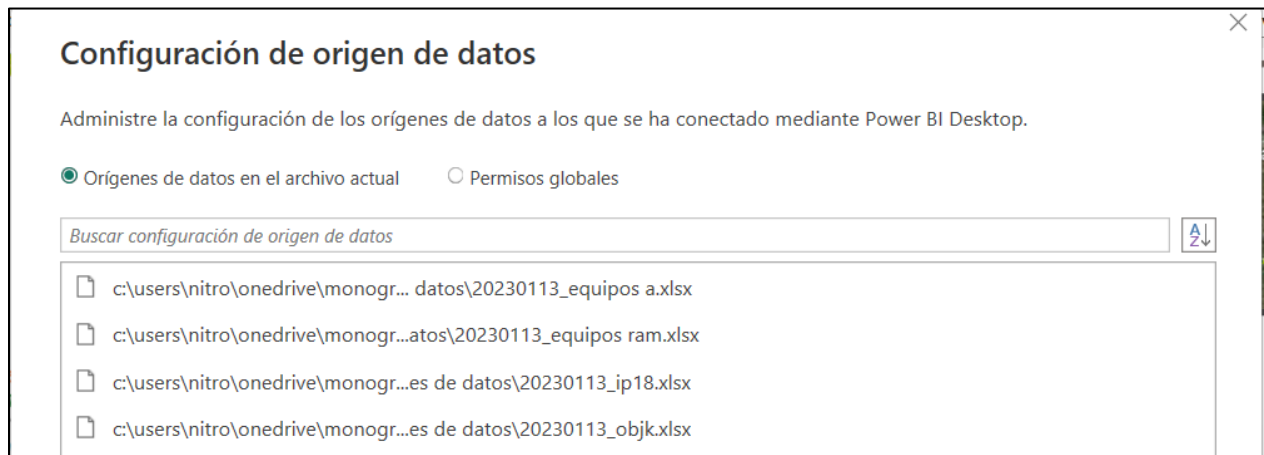 Configuración de origen de datos
Administre la configuración de los orígenes de datos a los que se ha conectado mediante Power BI Desktop.
Orígenes de datos en el archivo actual Permisos globales
Buscar configuración de origen de datos
c:\users\nitro\onedrive\monogr... datos\20230113_equipos a.xlsx
c:\users\nitro\onedrive\monogr...atos\20230113_equipos ram.xlsx
c:\users\nitro\onedrive\monogr...es de datos\20230113_ip18.xlsx
c:\users\nitro\onedrive\monogr...es de datos\20230113_objk.xlsx